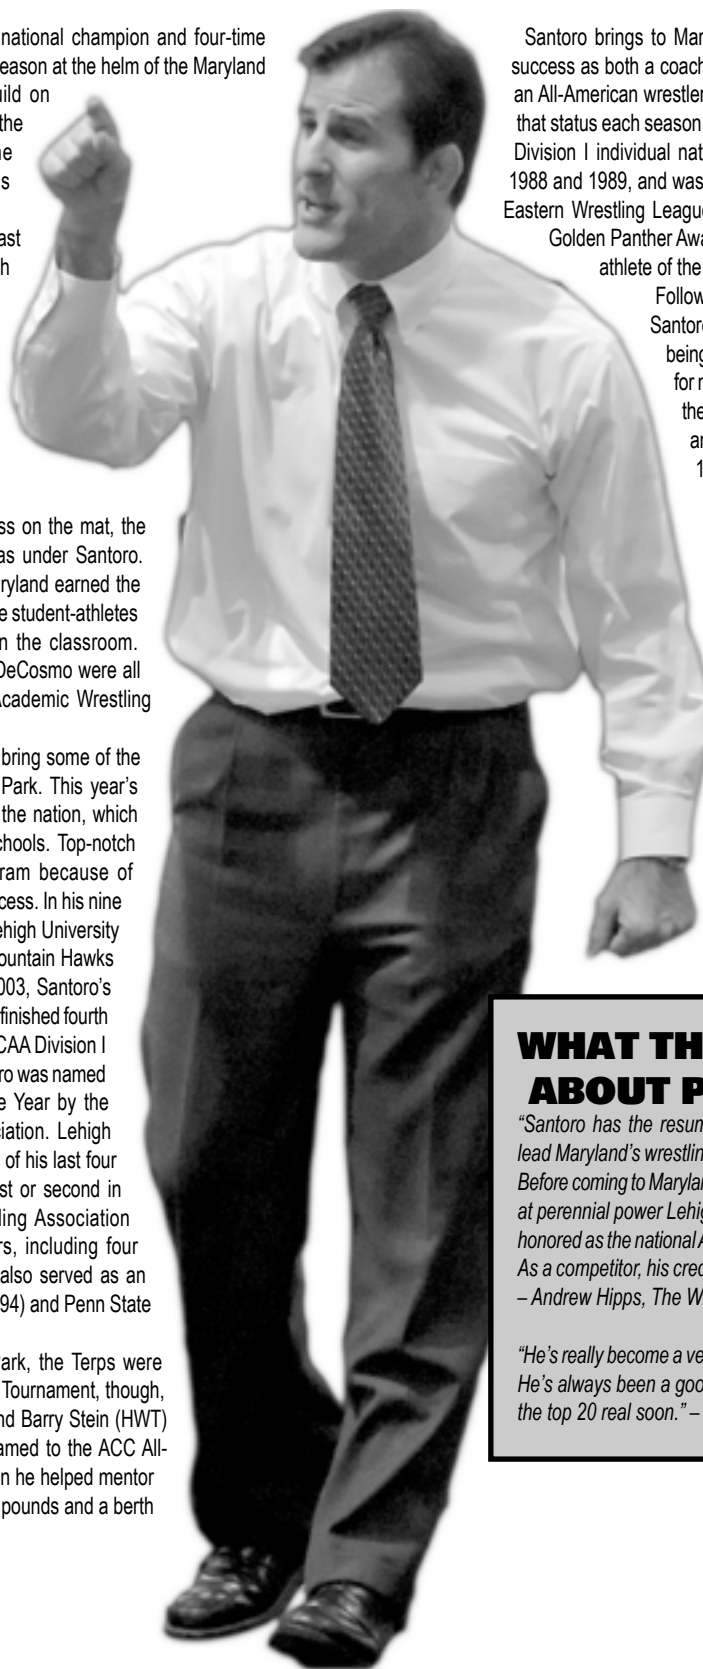 national champion and four-time
eason at the helm of the Maryland
uild on
the
ne
s
ast
h
ss on the mat, the
as under Santoro.
ryland earned the
e student-athletes
n the classroom.
DeCosmo were all
cademic Wrestling
bring some of the
Park. This year's
the nation, which
chools. Top-notch
ram because of
cess. In his nine
ehigh University
ountain Hawks
003, Santoro's
finished fourth
CAA Division I
ro was named
e Year by the
ciation. Lehigh
of his last four
st or second in
ling Association
rs, including four
also served as an
94) and Penn State
ark, the Terps were
Tournament, though,
nd Barry Stein (HWT)
amed to the ACC All-
n he helped mentor
pounds and a berth
Santoro brings to Mar
success as both a coach
an All-American wrestler
that status each season
Division I individual nat
1988 and 1989, and was
Eastern Wrestling League
Golden Panther Awa
athlete of the
Follow
Santoro
being
for r
the
ar
1
WHAT TH
ABOUT P
“Santoro has the resum
lead Maryland’s wrestlin
Before coming to Marylan
at perennial power Lehig
honored as the national A
As a competitor, his cred
– Andrew Hipps, The W
“He’s really become a ve
He’s always been a goo
the top 20 real soon.” –